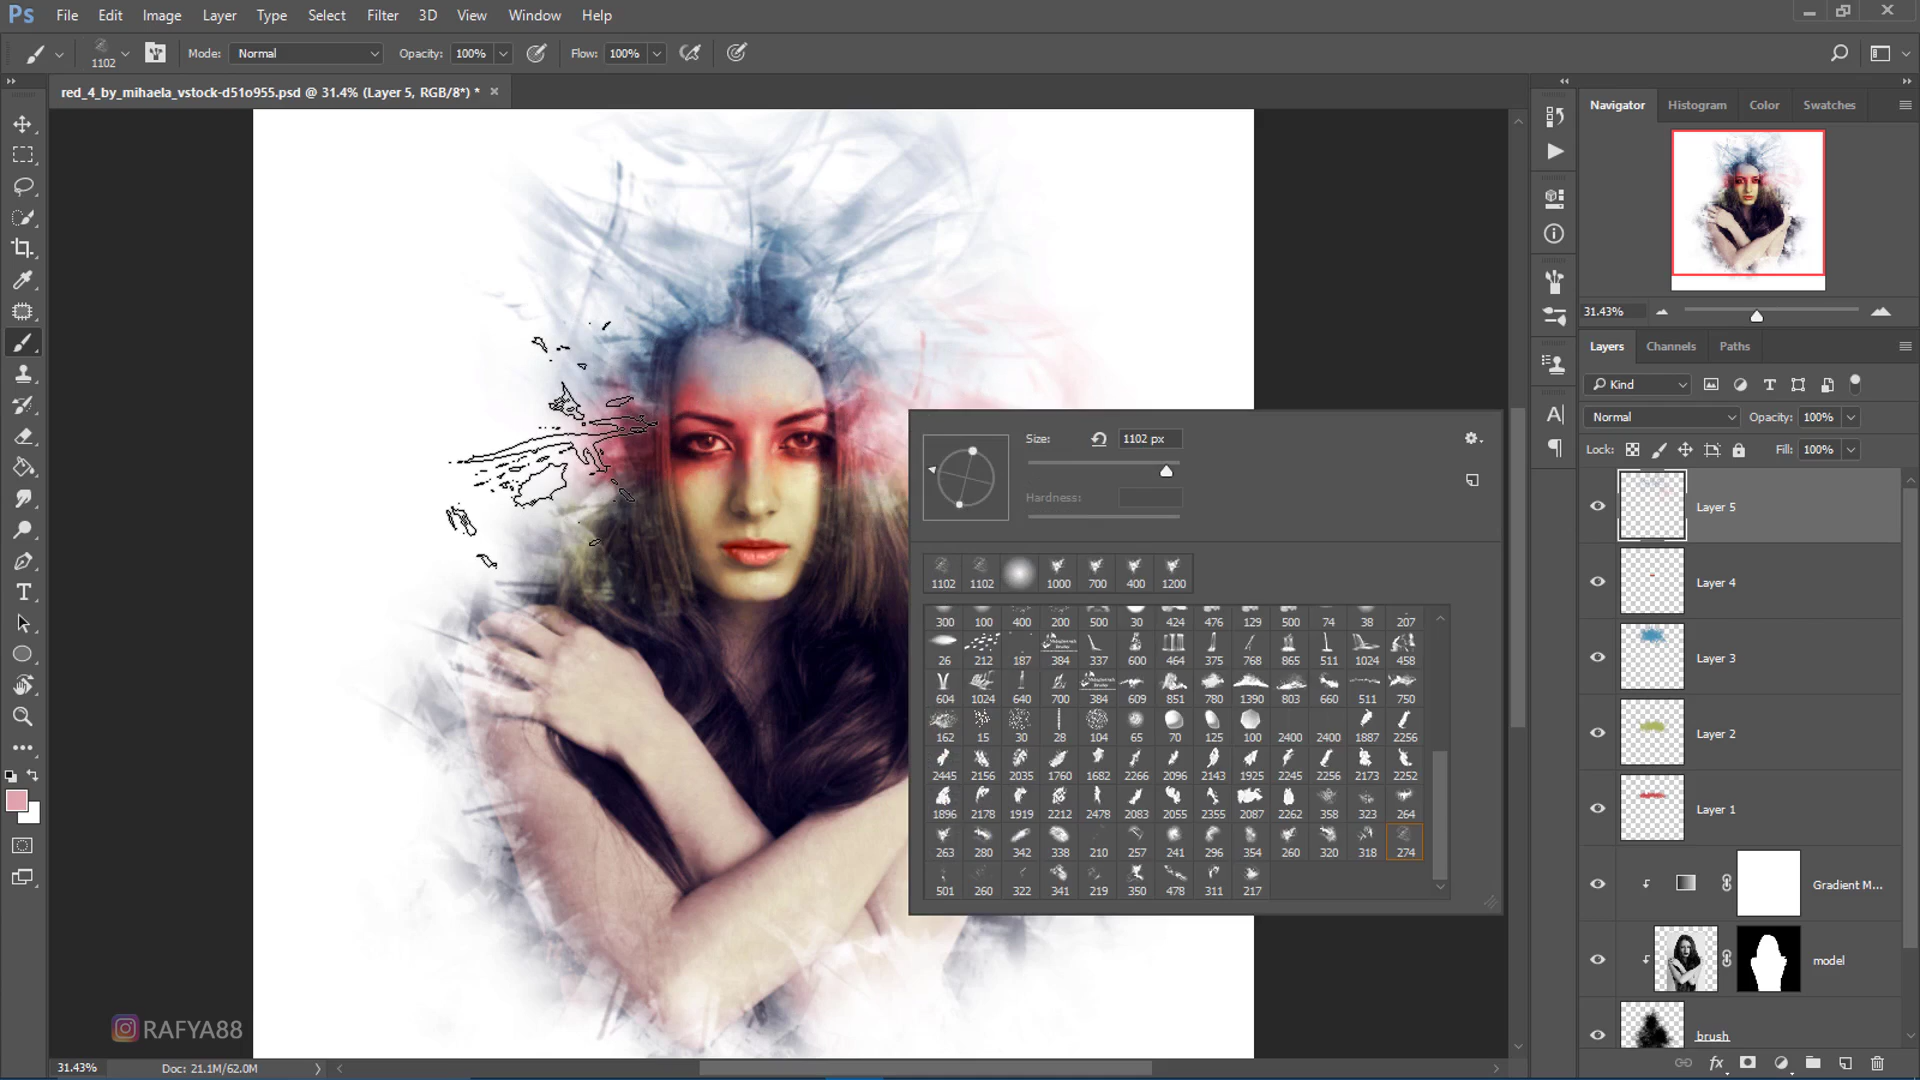 Ps File Edit Image Layer Type Select Filter 3D View Window Help
1102 Mode: Normal Opacity: 100% Flow: 100%
red_4_by_mihaela_vstock-d51o955.psd @ 31.4% (Layer 5, RGB/8*) *
Navigator Histogram Color Swatches
31.43%
Layers Channels Paths
Kind
Normal Opacity: 100%
Lock: Fill: 100%
Layer 5
Layer 4
Layer 3
Layer 2
Layer 1
Gradient M...
model
brush
Size: 1102 px
Hardness:
1102 1102 1000 700 400 1200
300 100 400 200 500 30 424 476 129 500 74 38 207
26 212 187 384 337 600 464 375 768 865 511 1024 458
604 1024 640 700 384 609 851 780 1390 803 660 511 750
162 15 30 28 104 65 70 125 100 2400 2400 1887 2256
2445 2156 2035 1760 1682 2266 2096 2143 1925 2245 2256 2173 2252
1896 2178 1919 2212 2478 2083 2055 2355 2087 2262 358 323 264
263 280 342 338 210 257 241 296 354 260 320 318 274
501 260 322 341 219 350 478 311 217
RAFYA88
31.43% Doc: 21.1M/62.0M